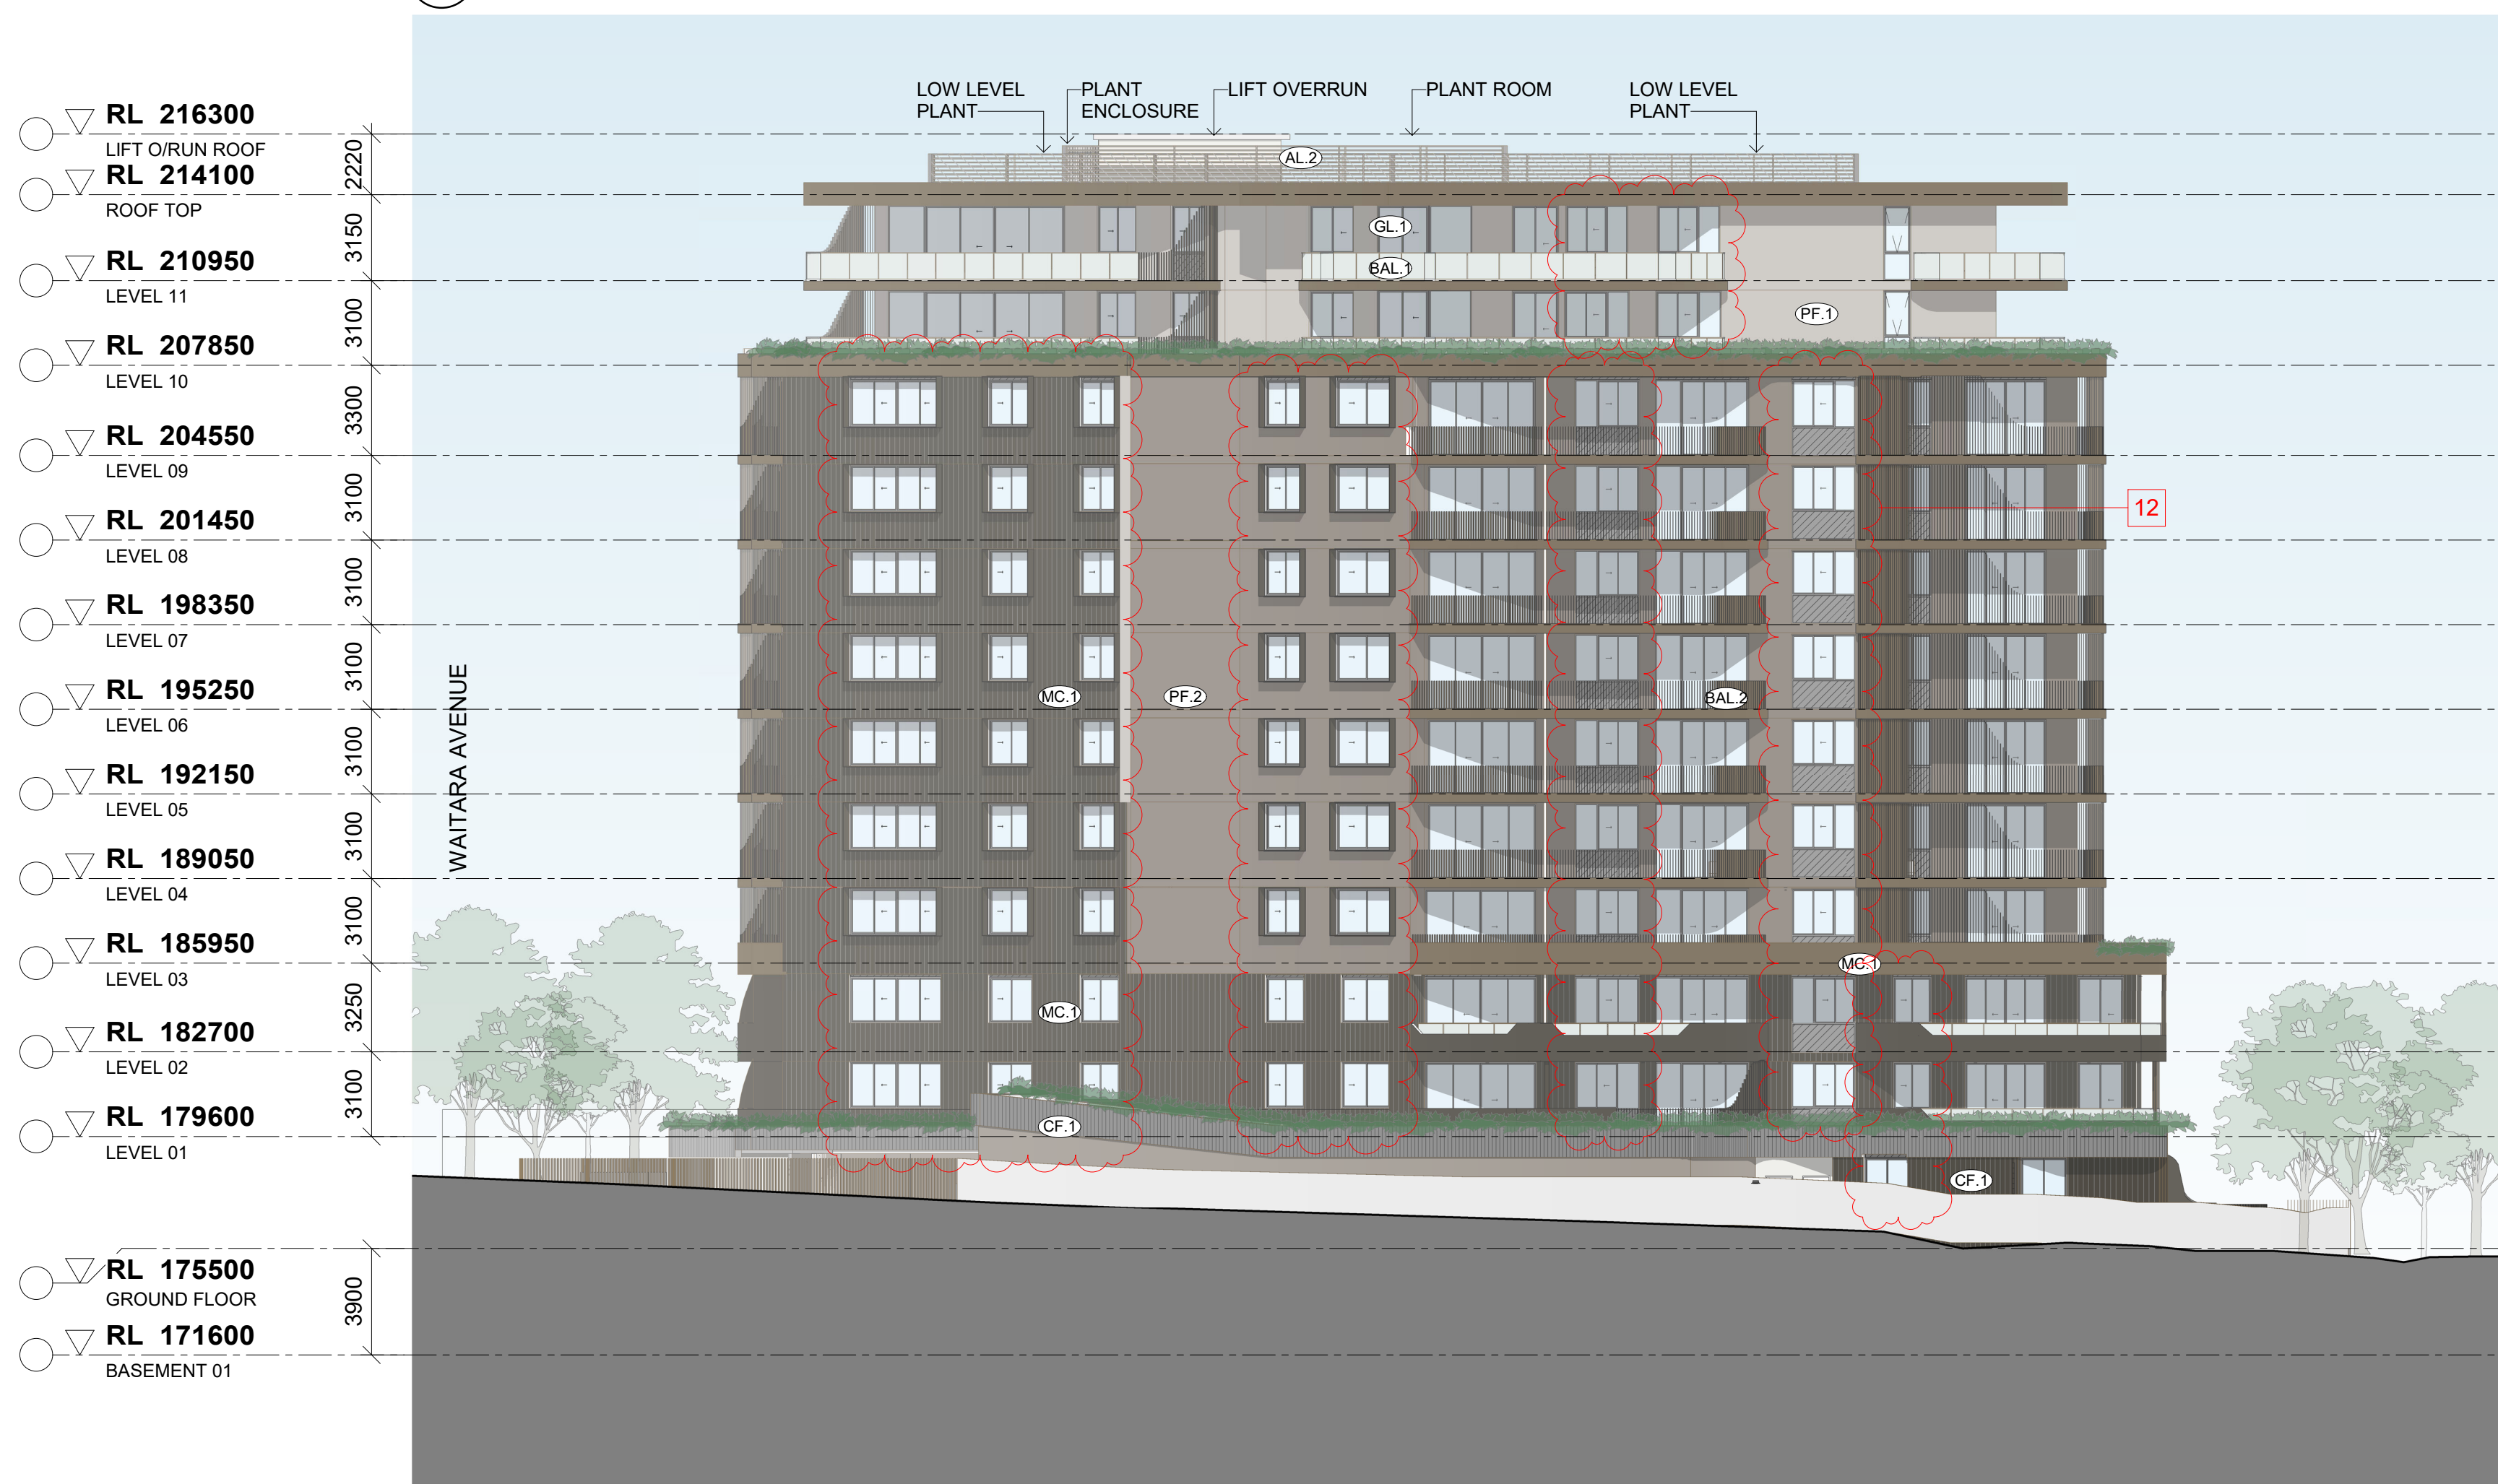 LOW LEVEL
PLANT
PLANT
ENCLOSURE
LIFT OVERRUN
PLANT ROOM
LOW LEVEL
PLANT
RL 216300
LIFT O/RUN ROOF
2220
RL 214100
ROOF TOP
3150
RL 210950
LEVEL 11
3100
RL 207850
LEVEL 10
3300
RL 204550
LEVEL 09
3100
RL 201450
LEVEL 08
3100
RL 198350
LEVEL 07
3100
RL 195250
LEVEL 06
3100
RL 192150
LEVEL 05
3100
RL 189050
LEVEL 04
3100
RL 185950
LEVEL 03
3250
RL 182700
LEVEL 02
3100
RL 179600
LEVEL 01
RL 175500
GROUND FLOOR
3900
RL 171600
BASEMENT 01
WAITARA AVENUE
AL.2
GL.1
BAL.1
PF.1
12
MC.1
PF.2
BAL.2
MC.1
MC.1
CF.1
CF.1